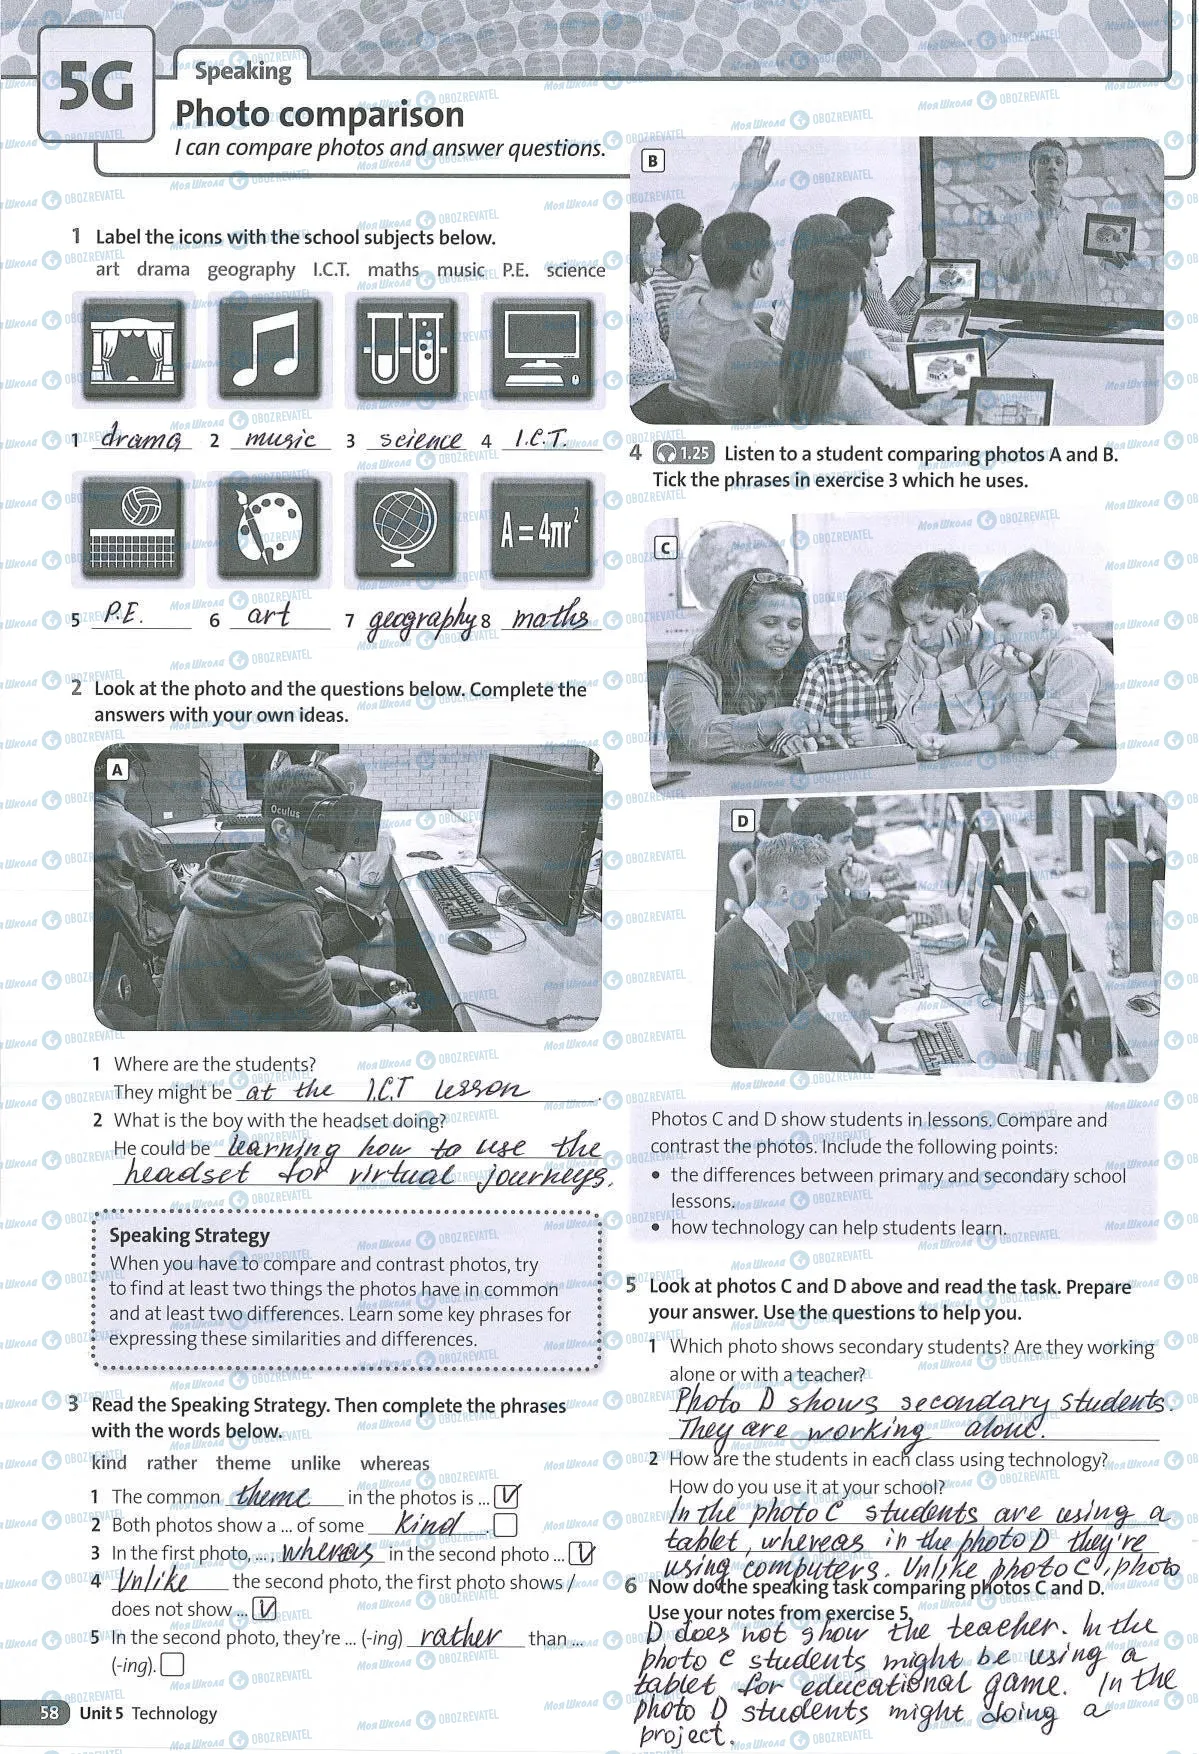 5G
Speaking
Photo comparison
I can compare photos and answer questions.
1 Label the icons with the school subjects below.
art drama geography I.C.T. maths music P.E. science
1 drama 2 music 3 science 4 I.C.T.
A = 4πr²
5 P.E. 6 art 7 geography 8 maths
2 Look at the photo and the questions below. Complete the
answers with your own ideas.
A
Oculus
1 Where are the students?
They might be at the I.C.T lesson.
2 What is the boy with the headset doing?
He could be learning how to use the
headset for virtual journeys.
Speaking Strategy
When you have to compare and contrast photos, try
to find at least two things the photos have in common
and at least two differences. Learn some key phrases for
expressing these similarities and differences.
3 Read the Speaking Strategy. Then complete the phrases
with the words below.
kind rather theme unlike whereas
1 The common theme in the photos is ... V
2 Both photos show a ... of some kind.
3 In the first photo, ... , whereas in the second photo ... V
4 Unlike the second photo, the first photo shows /
does not show ... V
5 In the second photo, they're ... (-ing) rather than ...
(-ing).
58 Unit 5 Technology
B
4 1.25 Listen to a student comparing photos A and B.
Tick the phrases in exercise 3 which he uses.
C
D
Photos C and D show students in lessons. Compare and
contrast the photos. Include the following points:
• the differences between primary and secondary school
lessons.
• how technology can help students learn.
5 Look at photos C and D above and read the task. Prepare
your answer. Use the questions to help you.
1 Which photo shows secondary students? Are they working
alone or with a teacher?
Photo D shows secondary students.
They are working alone.
2 How are the students in each class using technology?
How do you use it at your school?
In the photo C students are using a
tablet, whereas in the photo D they're
using computers. Unlike photo C, photo
6 Now do the speaking task comparing photos C and D.
Use your notes from exercise 5.
D does not show the teacher. In the
photo C students might be using a
tablet for educational game. In the
photo D students might doing a
project.
МояШкола OBOZREVATEL